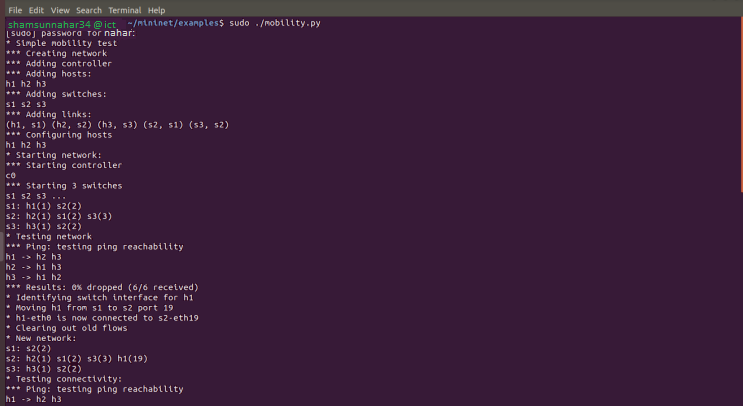 File Edit View Search Terminal Help
shamsunnahar34 @ict ~/mininet/examples$ sudo ./mobility.py
[sudo] password for nahar:
* Simple mobility test
*** Creating network
*** Adding controller
*** Adding hosts:
h1 h2 h3
*** Adding switches:
s1 s2 s3
*** Adding links:
(h1, s1) (h2, s2) (h3, s3) (s2, s1) (s3, s2)
*** Configuring hosts
h1 h2 h3
* Starting network:
*** Starting controller
c0
*** Starting 3 switches
s1 s2 s3 ...
s1: h1(1) s2(2)
s2: h2(1) s1(2) s3(3)
s3: h3(1) s2(2)
* Testing network
*** Ping: testing ping reachability
h1 -> h2 h3
h2 -> h1 h3
h3 -> h1 h2
*** Results: 0% dropped (6/6 received)
* Identifying switch interface for h1
* Moving h1 from s1 to s2 port 19
* h1-eth0 is now connected to s2-eth19
* Clearing out old flows
* New network:
s1: s2(2)
s2: h2(1) s1(2) s3(3) h1(19)
s3: h3(1) s2(2)
* Testing connectivity:
*** Ping: testing ping reachability
h1 -> h2 h3